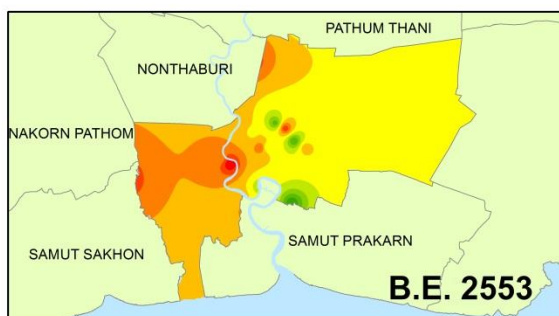 PATHUM THANI
NONTHABURI
NAKORN PATHOM
SAMUT SAKHON
SAMUT PRAKARN
B.E. 2553